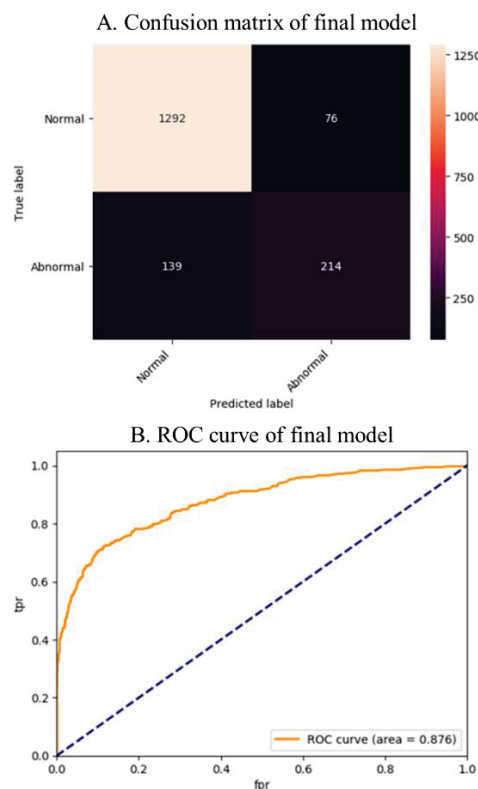 A. Confusion matrix of final model
Normal
1292
76
Abnormal
139
214
True label
Normal
Abnormal
Predicted label
1250
1000
750
500
250
B. ROC curve of final model
1.0
0.8
0.6
0.4
0.2
0.0
tpr
ROC curve (area = 0.876)
0.0 0.2 0.4 0.6 0.8 1.0
fpr